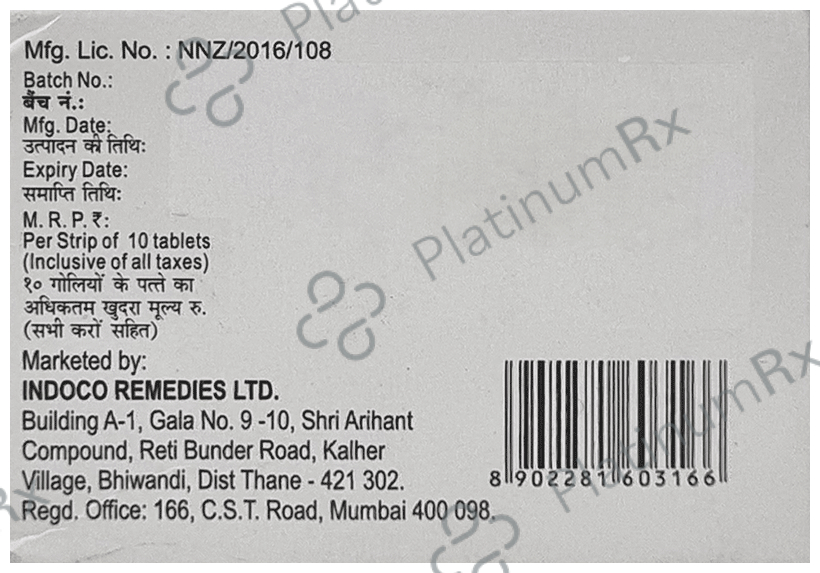 Mfg. Lic. No. : NNZ/2016/108
Batch No.:
बैच नं.:
Mfg. Date:
उत्पादन की तिथि:
Expiry Date:
समाप्ति तिथि:
M. R. P. ₹:
Per Strip of 10 tablets
(Inclusive of all taxes)
१० गोलियों के पत्ते का
अधिकतम खुदरा मूल्य रु.
(सभी करों सहित)
Marketed by:
INDOCO REMEDIES LTD.
Building A-1, Gala No. 9 -10, Shri Arihant
Compound, Reti Bunder Road, Kalher
Village, Bhiwandi, Dist Thane - 421 302.
Regd. Office: 166, C.S.T. Road, Mumbai 400 098.
8 902281 603166
PlatinumRx
PlatinumRx
Plati
Rx